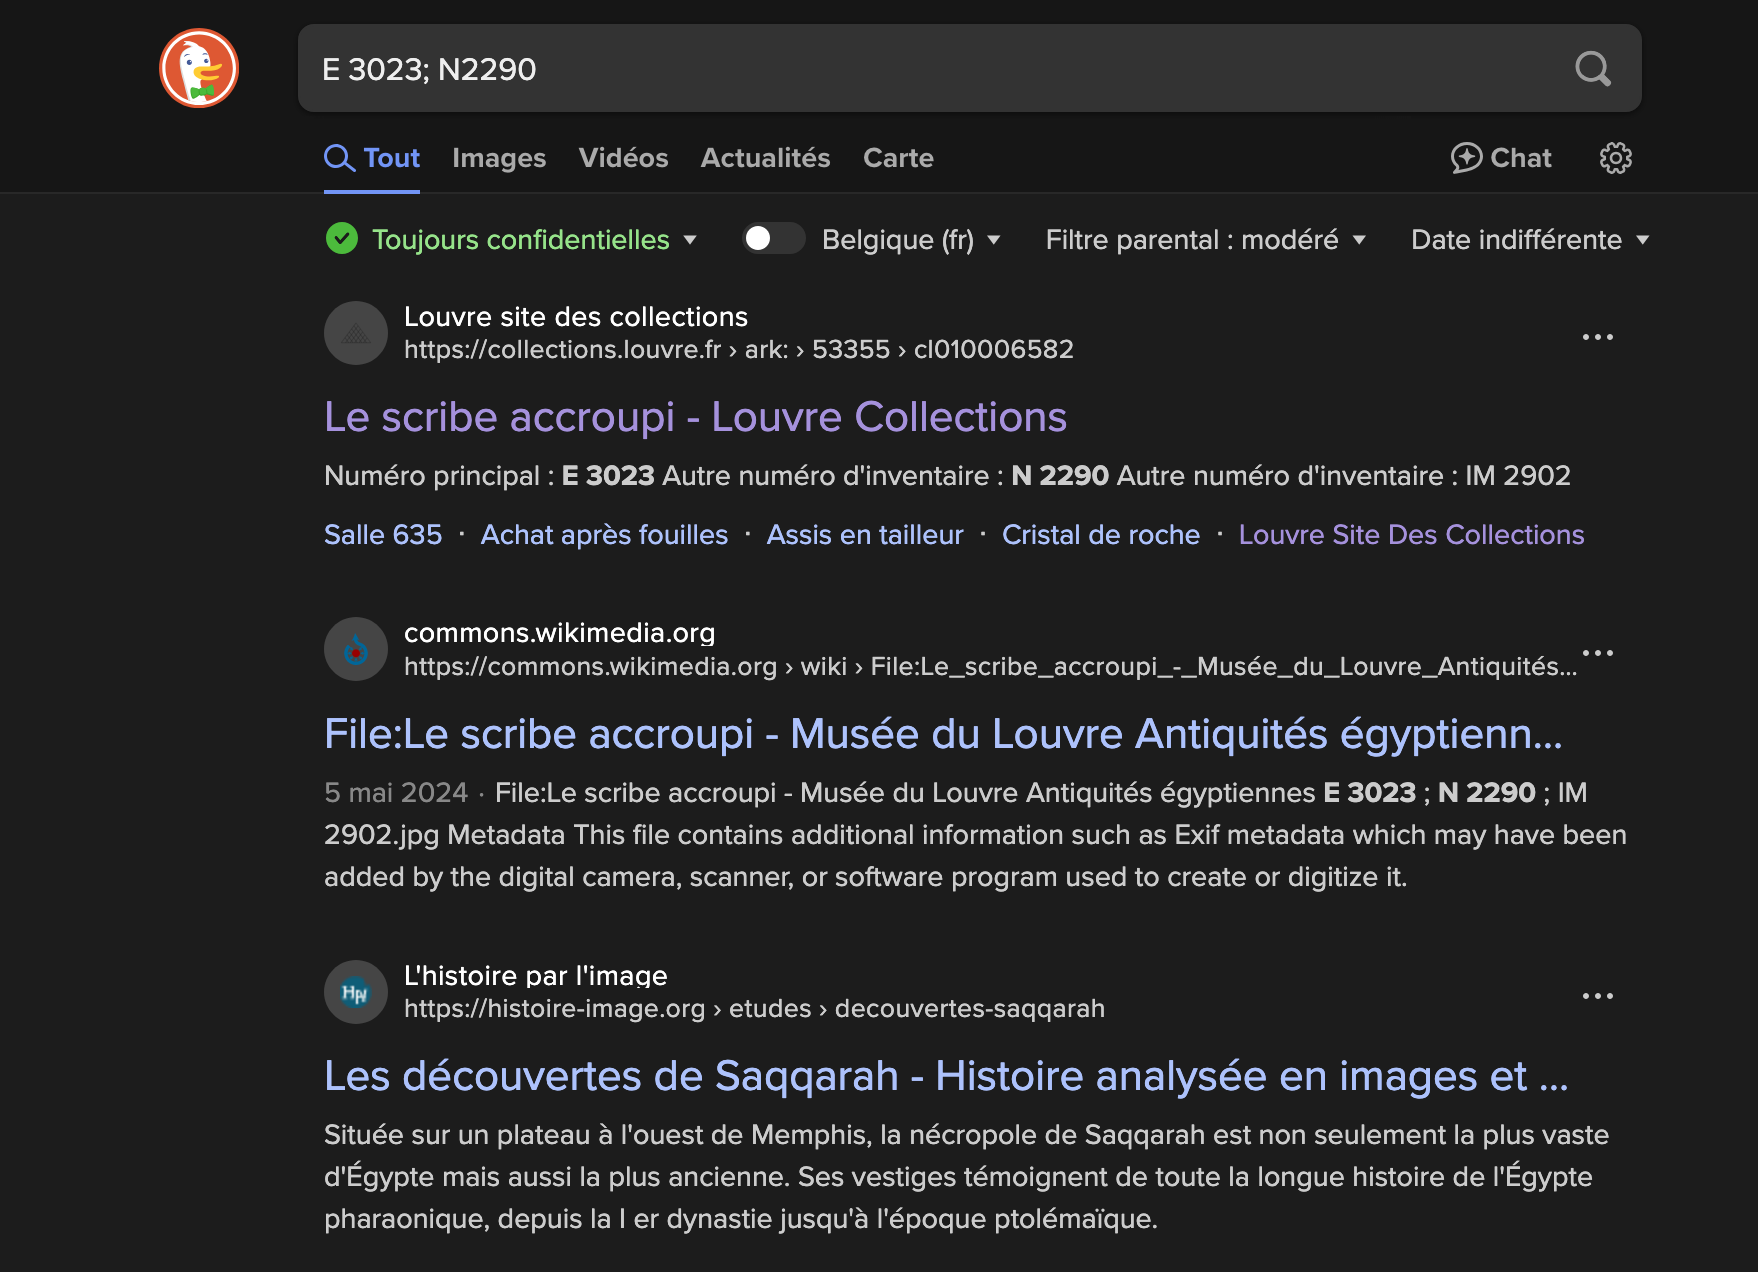 E 3023; N2290
Tout Images Vidéos Actualités Carte Chat
Toujours confidentielles Belgique (fr) Filtre parental : modéré Date indifférente
Louvre site des collections
https://collections.louvre.fr › ark: › 53355 › cl010006582
Le scribe accroupi - Louvre Collections
Numéro principal : E 3023 Autre numéro d'inventaire : N 2290 Autre numéro d'inventaire : IM 2902
Salle 635 · Achat après fouilles · Assis en tailleur · Cristal de roche · Louvre Site Des Collections
commons.wikimedia.org
https://commons.wikimedia.org › wiki › File:Le_scribe_accroupi_-_Musée_du_Louvre_Antiquités...
File:Le scribe accroupi - Musée du Louvre Antiquités égyptienn...
5 mai 2024 · File:Le scribe accroupi - Musée du Louvre Antiquités égyptiennes E 3023 ; N 2290 ; IM
2902.jpg Metadata This file contains additional information such as Exif metadata which may have been
added by the digital camera, scanner, or software program used to create or digitize it.
HPI
L'histoire par l'image
https://histoire-image.org › etudes › decouvertes-saqqarah
Les découvertes de Saqqarah - Histoire analysée en images et ...
Située sur un plateau à l'ouest de Memphis, la nécropole de Saqqarah est non seulement la plus vaste
d'Égypte mais aussi la plus ancienne. Ses vestiges témoignent de toute la longue histoire de l'Égypte
pharaonique, depuis la I er dynastie jusqu'à l'époque ptolémaïque.